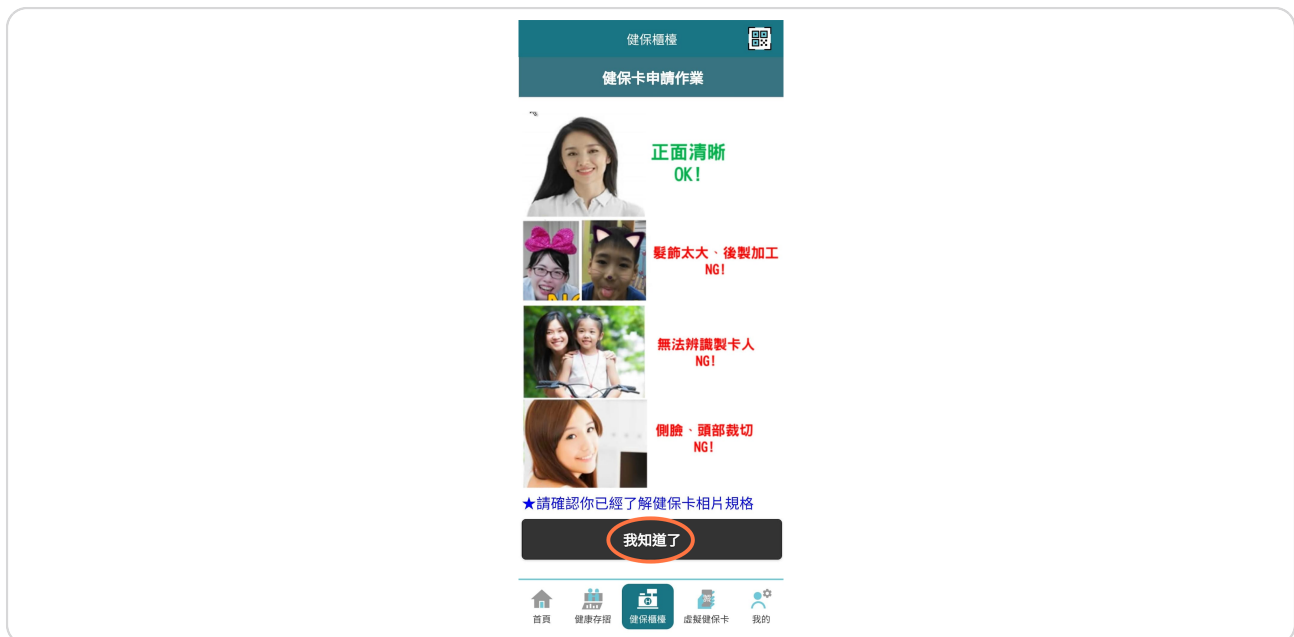 健保櫃檯
健保卡申請作業
正面清晰
OK!
髮飾太大、後製加工
NG!
無法辨識製卡人
NG!
側臉、頭部裁切
NG!
★請確認你已經了解健保卡相片規格
我知道了
首頁
健康存摺
健保櫃檯
虛擬健保卡
我的